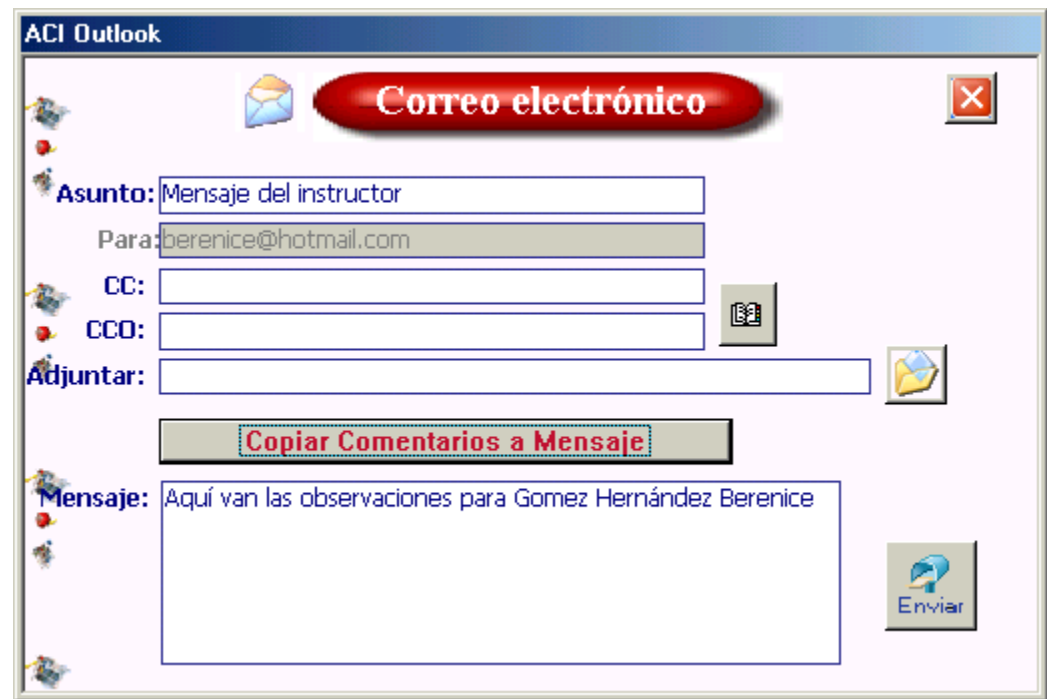 ACI Outlook
Correo electrónico
Asunto: Mensaje del instructor
Para: berenice@hotmail.com
CC:
CCO:
Adjuntar:
Copiar Comentarios a Mensaje
Mensaje: Aquí van las observaciones para Gomez Hernández Berenice
Enviar